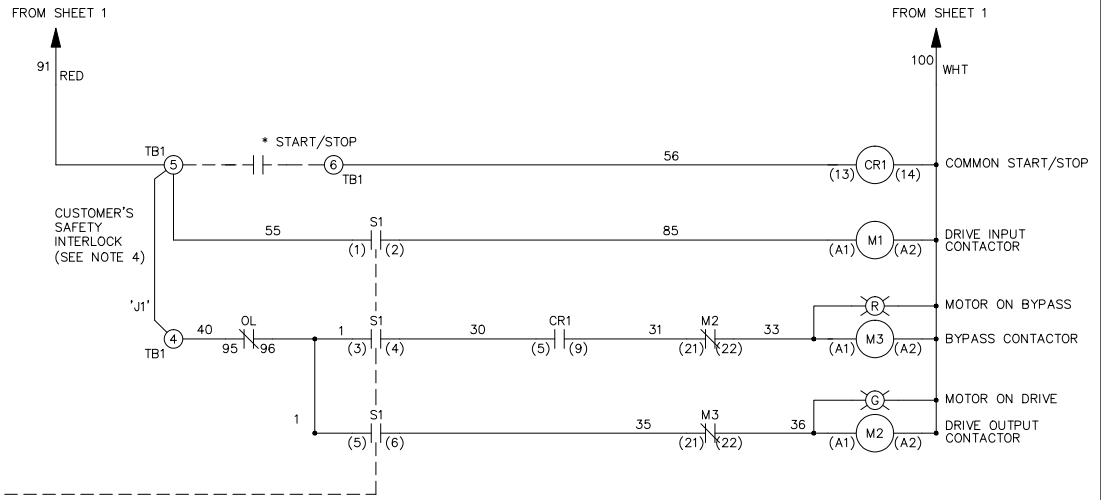 FROM SHEET 1
FROM SHEET 1
91
RED
100
WHT
* START/STOP
TB1
5
6
TB1
56
CR1
(13)
(14)
COMMON START/STOP
CUSTOMER'S
SAFETY
INTERLOCK
(SEE NOTE 4)
55
S1
(1)
(2)
85
M1
(A1)
(A2)
DRIVE INPUT
CONTACTOR
'J1'
R
MOTOR ON BYPASS
4
TB1
40
OL
95
96
1
S1
(3)
(4)
30
CR1
(5)
(9)
31
M2
(21)
(22)
33
M3
(A1)
(A2)
BYPASS CONTACTOR
G
MOTOR ON DRIVE
1
S1
(5)
(6)
35
M3
(21)
(22)
36
M2
(A1)
(A2)
DRIVE OUTPUT
CONTACTOR